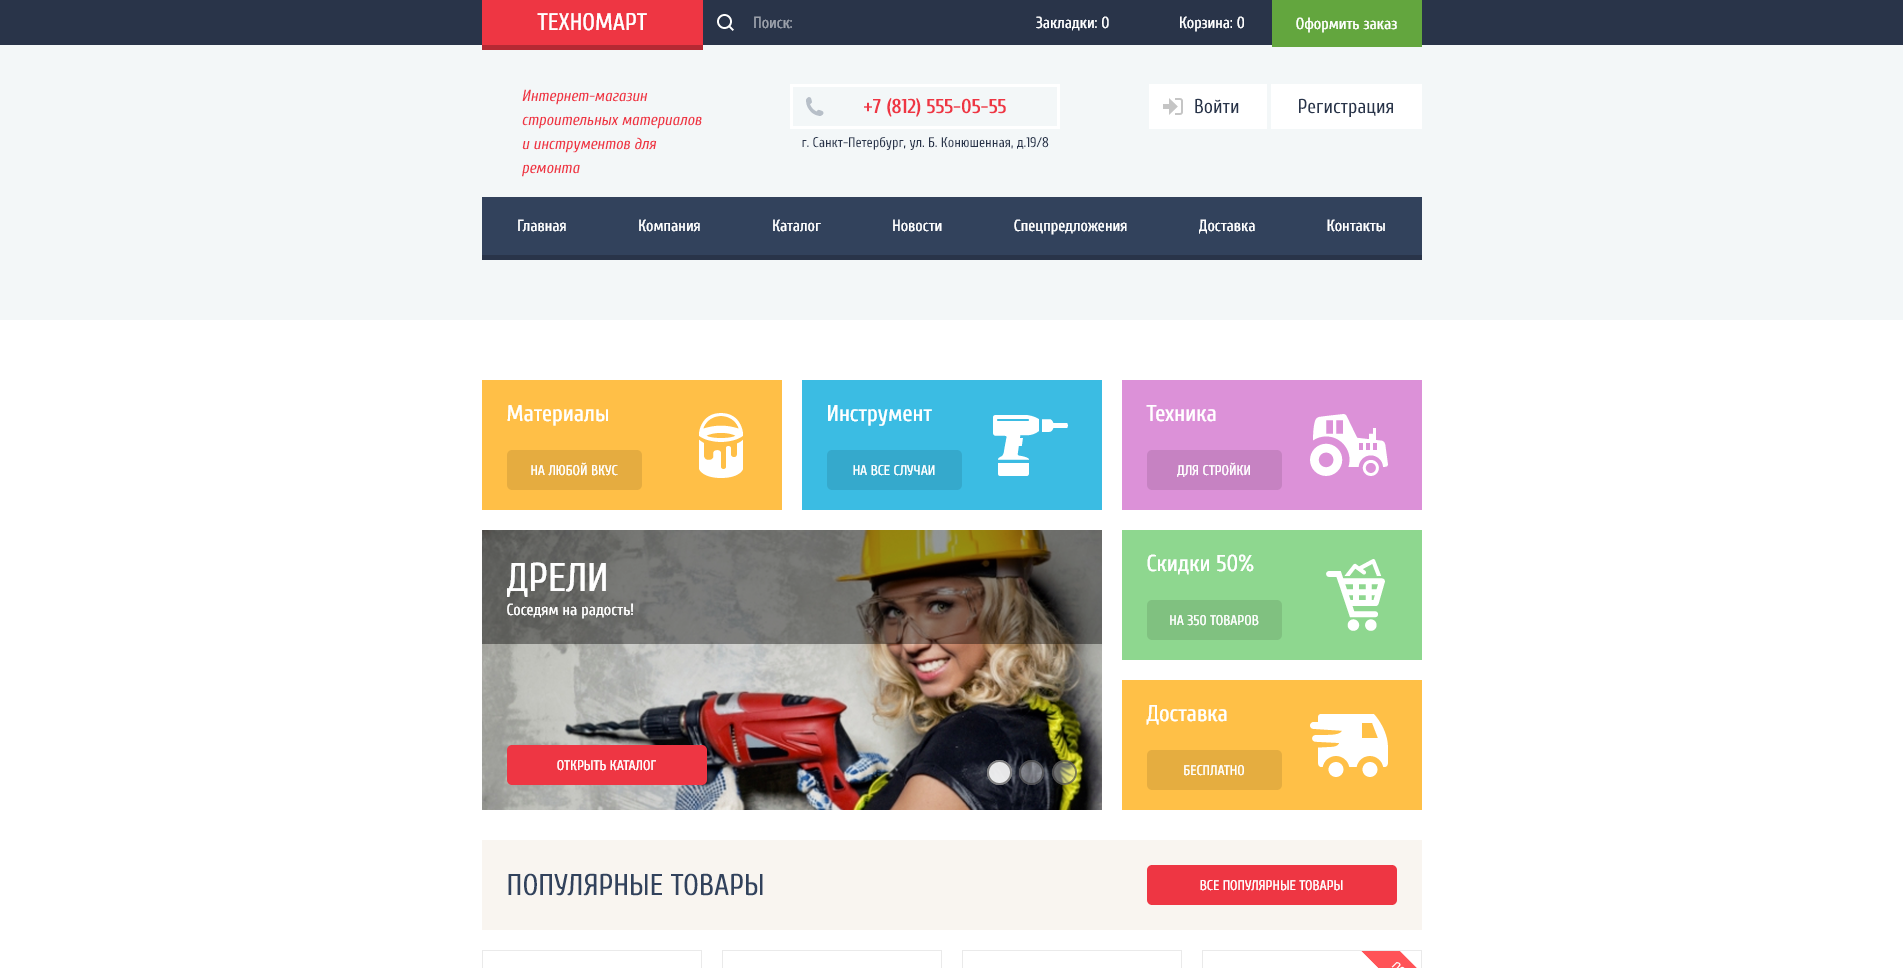 ТЕХНОМАРТ
Поиск:
Закладки: 0
Корзина: 0
Оформить заказ
Интернет-магазин
строительных материалов
и инструментов для
ремонта
+7 (812) 555-05-55
г. Санкт-Петербург, ул. Б. Конюшенная, д.19/8
Войти
Регистрация
Главная
Компания
Каталог
Новости
Спецпредложения
Доставка
Контакты
Материалы
НА ЛЮБОЙ ВКУС
Инструмент
НА ВСЕ СЛУЧАИ
Техника
ДЛЯ СТРОЙКИ
ДРЕЛИ
Соседям на радость!
ОТКРЫТЬ КАТАЛОГ
Скидки 50%
НА 350 ТОВАРОВ
Доставка
БЕСПЛАТНО
ПОПУЛЯРНЫЕ ТОВАРЫ
ВСЕ ПОПУЛЯРНЫЕ ТОВАРЫ